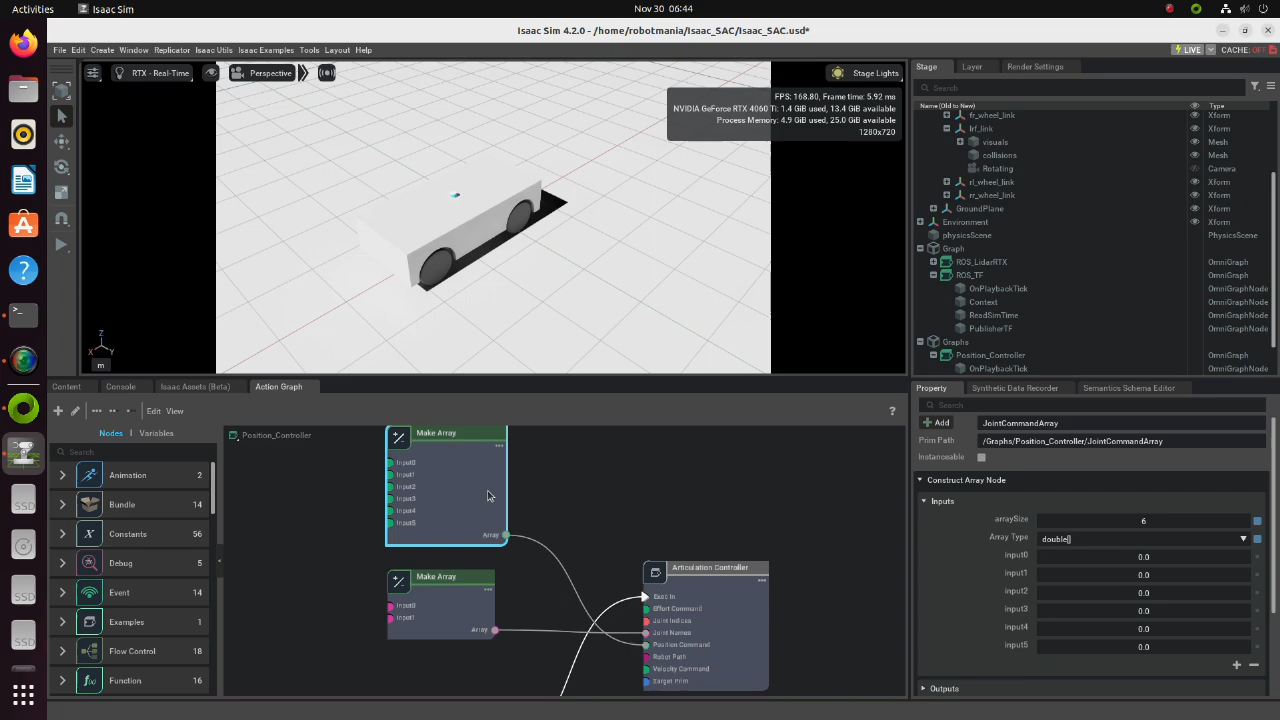 Activities
Isaac Sim
Nov 30 06:44
Isaac Sim 4.2.0 - /home/robotmania/Isaac_SAC/Isaac_SAC.usd*
File Edit Create Window Replicator Isaac Utils Isaac Examples Tools Layout Help
LIVE
CACHE: OFF
RTX - Real-Time
Perspective
Stage Lights
FPS: 168.80, Frame time: 5.92 ms
NVIDIA GeForce RTX 4060 Ti: 1.4 GiB used, 13.4 GiB available
Process Memory: 4.9 GiB used, 25.0 GiB available
1280x720
Z
X
Y
m
Stage Layer Render Settings
Search
Name (Old to New) Type
fr_wheel_link Xform
lrf_link Xform
visuals Mesh
collisions Mesh
Rotating Camera
rl_wheel_link Xform
rr_wheel_link Xform
GroundPlane Xform
Environment Xform
physicsScene PhysicsScene
Graph
ROS_LidarRTX OmniGraph
ROS_TF OmniGraph
OnPlaybackTick OmniGraphNode
Context OmniGraphNode
ReadSimTime OmniGraphNode
PublisherTF OmniGraphNode
Graphs
Position_Controller OmniGraph
OnPlaybackTick OmniGraphNode
Content Console Isaac Assets (Beta) Action Graph
Edit View
?
Nodes Variables
Search
Animation 2
Bundle 14
Constants 56
Debug 5
Event 14
Examples 1
Flow Control 18
Function 16
Position_Controller
Make Array
Input0
Input1
Input2
Input3
Input4
Input5
Array
Make Array
Input0
Input1
Array
Articulation Controller
Exec In
Effort Command
Joint Indices
Joint Names
Position Command
Robot Path
Velocity Command
Target Prim
Property Synthetic Data Recorder Semantics Schema Editor
Search
Add JointCommandArray
Prim Path /Graphs/Position_Controller/JointCommandArray
Instanceable
Construct Array Node
Inputs
arraySize 6
Array Type double[]
input0 0.0
input1 0.0
input2 0.0
input3 0.0
input4 0.0
input5 0.0
Outputs
SSD
SSD
SSD
SSD